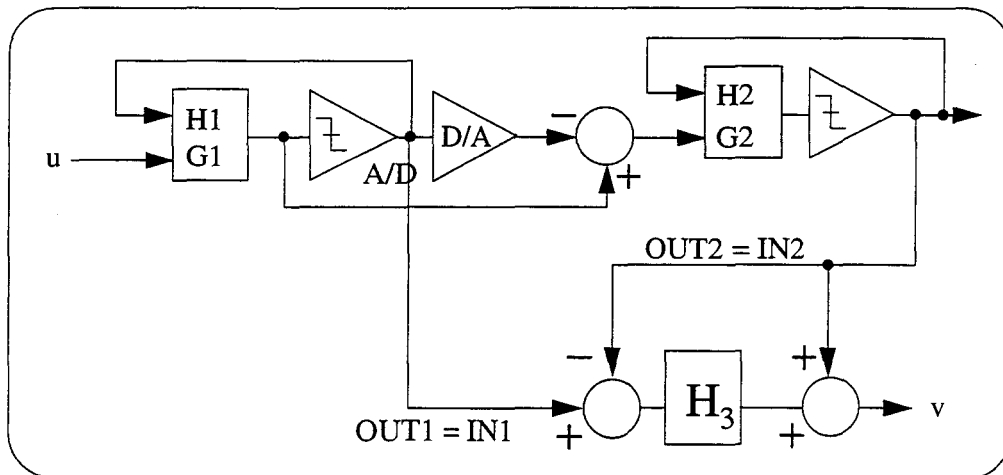 H1
G1
u
A/D
D/A
−
+
H2
G2
OUT2 = IN2
−
+
OUT1 = IN1
+
H3
+
v